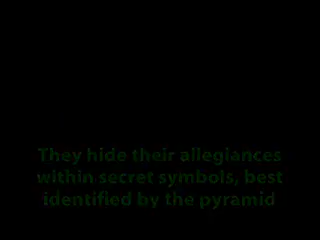 They hide their allegiances
within secret symbols, best
identified by the pyramid